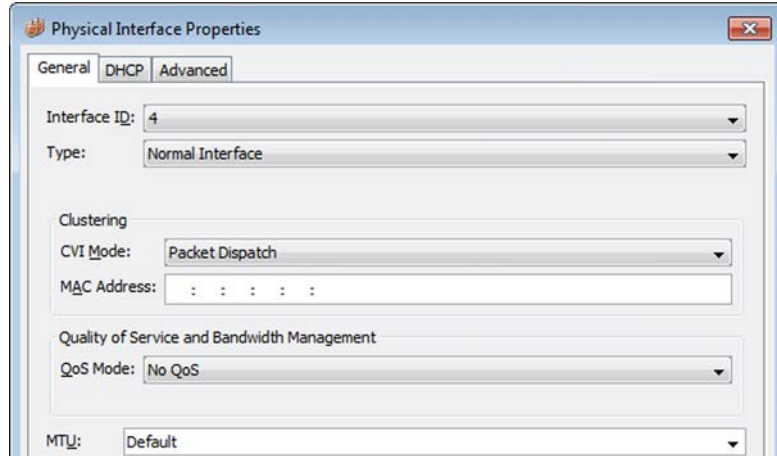 Physical Interface Properties
General DHCP Advanced
Interface ID: 4
Type: Normal Interface
Clustering
CVI Mode: Packet Dispatch
MAC Address: : : : : :
Quality of Service and Bandwidth Management
QoS Mode: No QoS
MTU: Default